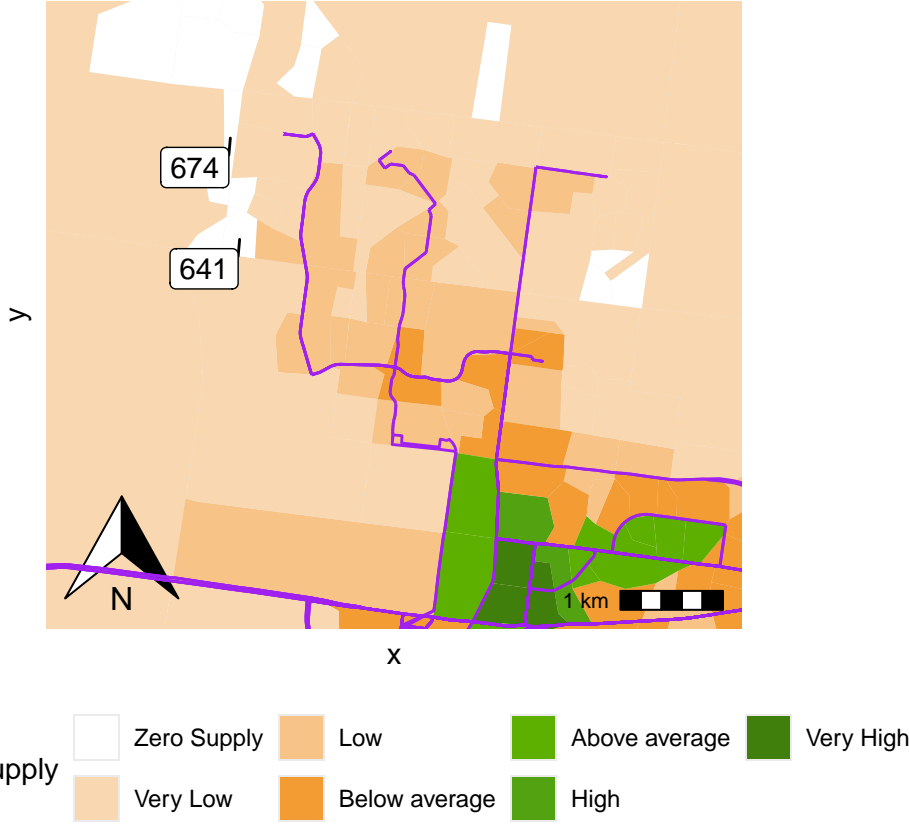 674
641
y
N
1 km
x
Zero Supply
Low
Above average
Very High
upply
Very Low
Below average
High